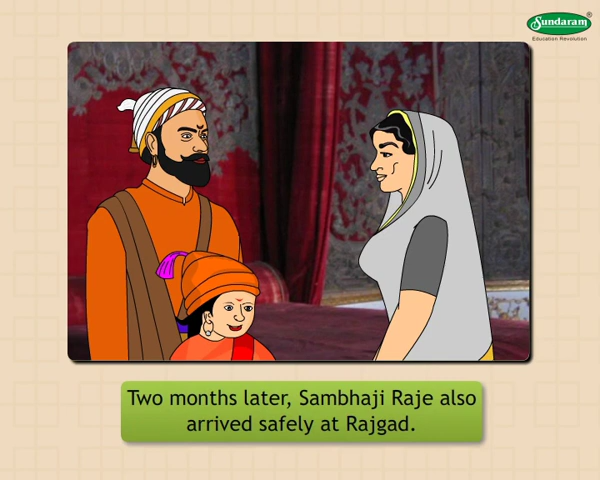 Sundaram®
Education Revolution
Two months later, Sambhaji Raje also
arrived safely at Rajgad.